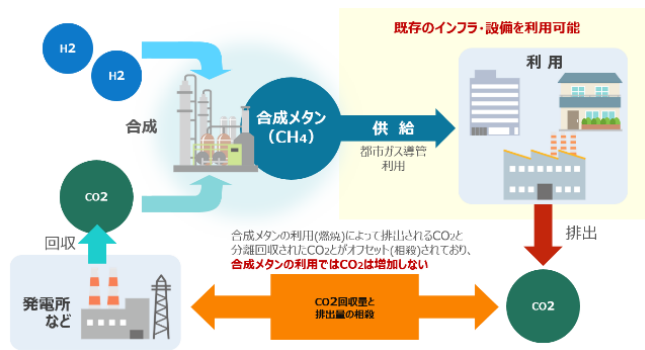 既存のインフラ・設備を利用可能
H2
H2
利用
合成
合成メタン
(CH4)
供給
都市ガス導管
利用
CO2
回収
排出
合成メタンの利用(燃焼)によって排出されるCO2と
分離回収されたCO2とがオフセット(相殺)されており、
合成メタンの利用ではCO2は増加しない
発電所
など
CO2回収量と
排出量の相殺
CO2